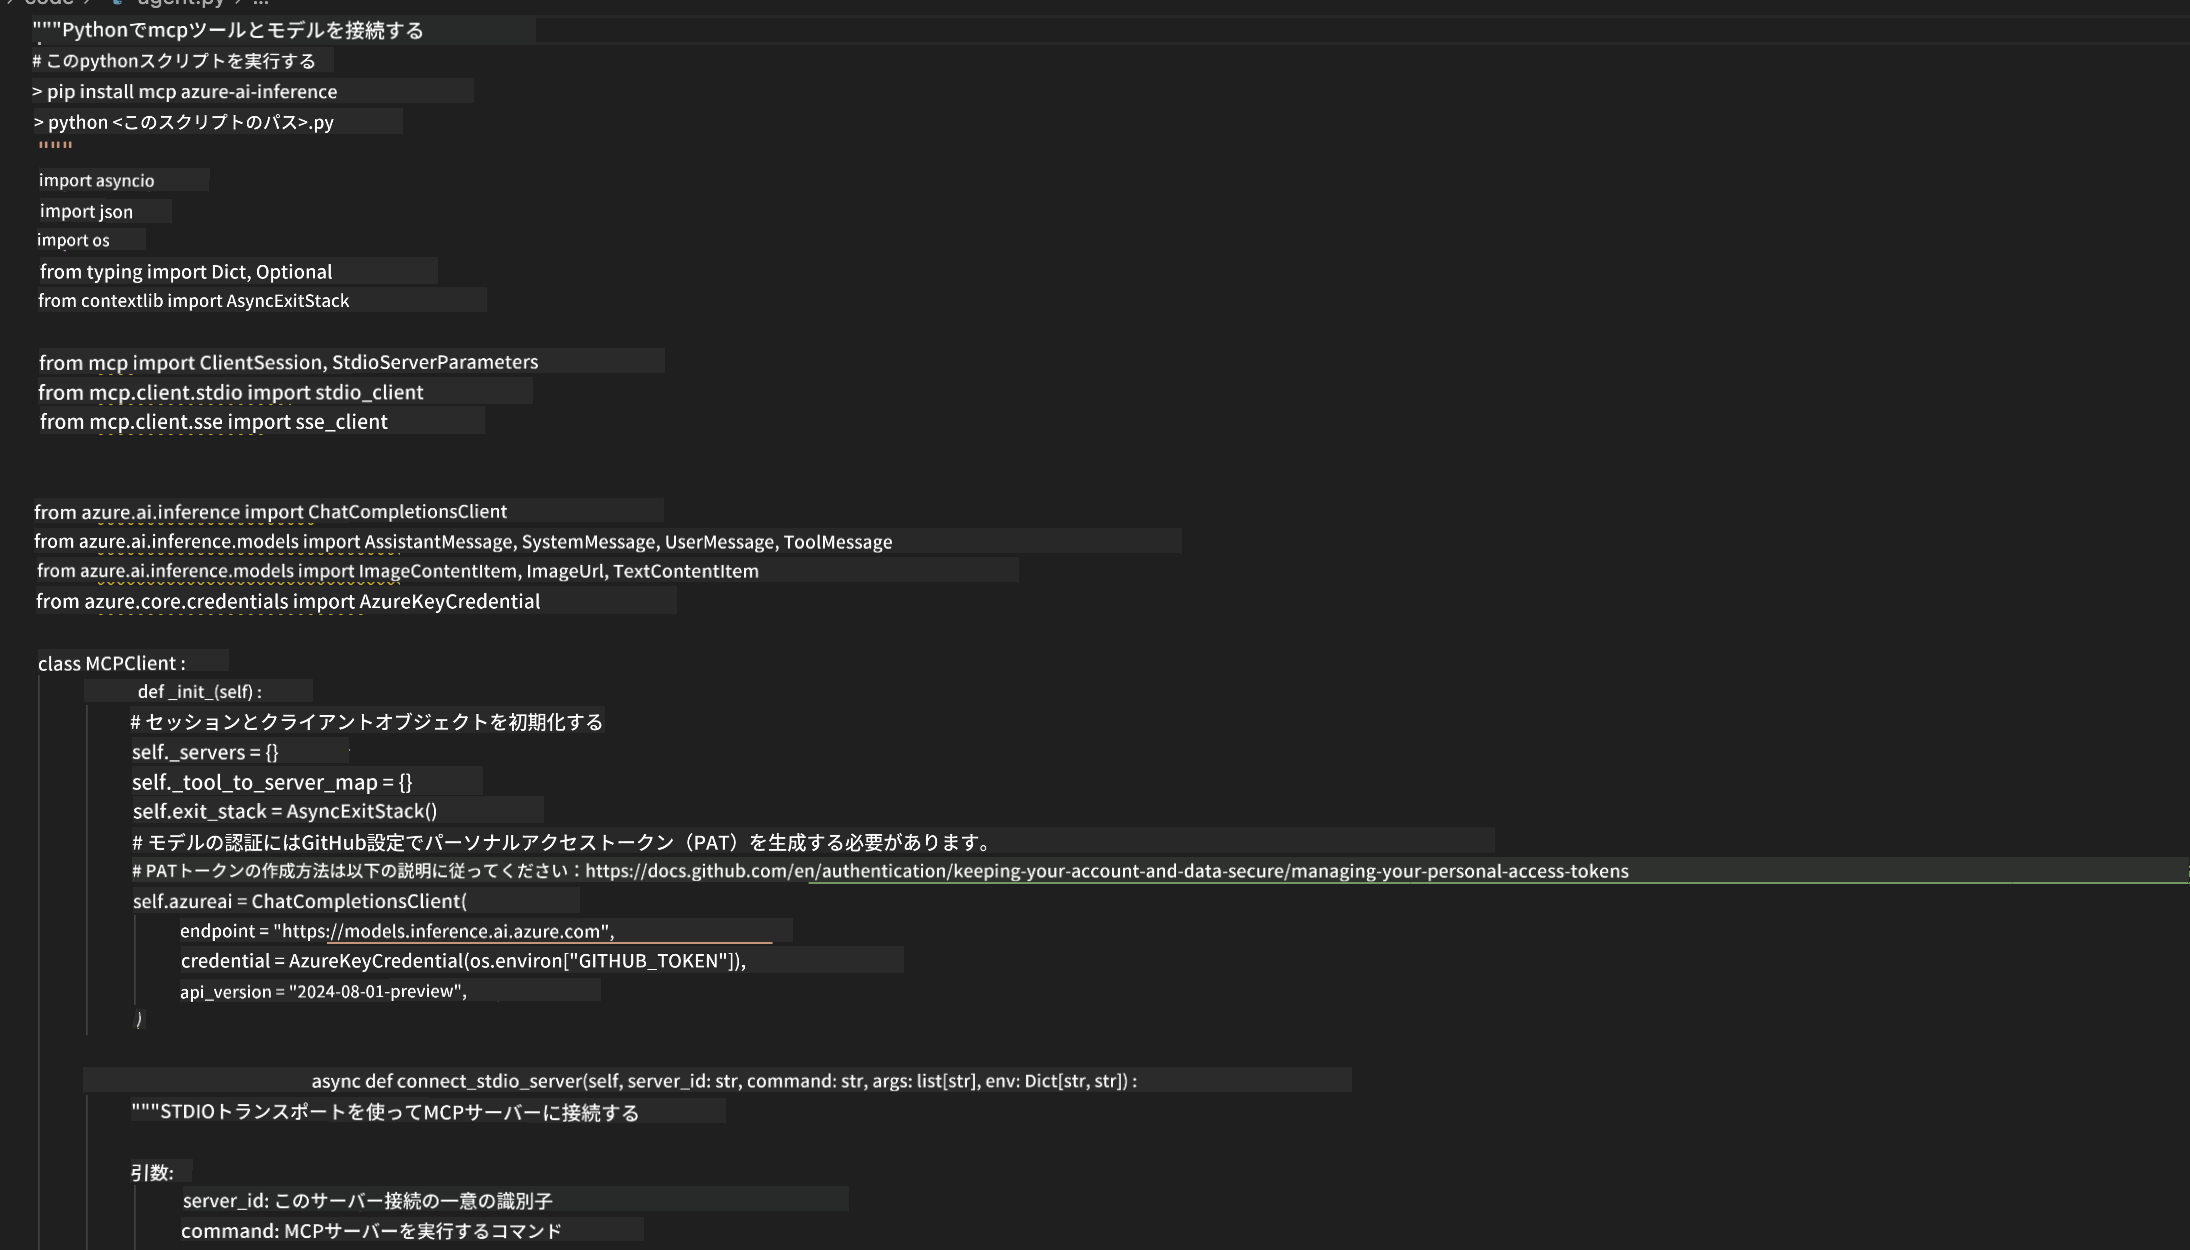 code > agent.py > ...
"""Pythonでmcpツールとモデルを接続する
# このpythonスクリプトを実行する
> pip install mcp azure-ai-inference
> python <このスクリプトのパス>.py
"""
import asyncio
import json
import os
from typing import Dict, Optional
from contextlib import AsyncExitStack
from mcp import ClientSession, StdioServerParameters
from mcp.client.stdio import stdio_client
from mcp.client.sse import sse_client
from azure.ai.inference import ChatCompletionsClient
from azure.ai.inference.models import AssistantMessage, SystemMessage, UserMessage, ToolMessage
from azure.ai.inference.models import ImageContentItem, ImageUrl, TextContentItem
from azure.core.credentials import AzureKeyCredential
class MCPClient :
def _init_(self) :
# セッションとクライアントオブジェクトを初期化する
self._servers = {}
self._tool_to_server_map = {}
self.exit_stack = AsyncExitStack()
# モデルの認証にはGitHub設定でパーソナルアクセストークン（PAT）を生成する必要があります。
# PATトークンの作成方法は以下の説明に従ってください：https://docs.github.com/en/authentication/keeping-your-account-and-data-secure/managing-your-personal-access-tokens
self.azureai = ChatCompletionsClient(
endpoint = "https://models.inference.ai.azure.com",
credential = AzureKeyCredential(os.environ["GITHUB_TOKEN"]),
api_version = "2024-08-01-preview",
)
async def connect_stdio_server(self, server_id: str, command: str, args: list[str], env: Dict[str, str]) :
"""STDIOトランスポートを使ってMCPサーバーに接続する
引数:
server_id: このサーバー接続の一意の識別子
command: MCPサーバーを実行するコマンド